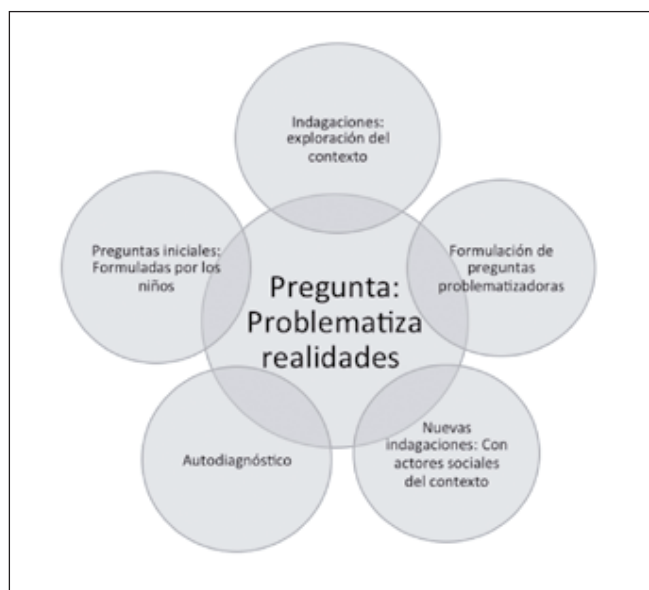 Indagaciones:
exploración del
contexto
Preguntas iniciales:
Formuladas por los
niños
Formulación de
preguntas
problematizadoras
Pregunta:
Problematiza
realidades
Autodiagnóstico
Nuevas
indagaciones: Con
actores sociales
del contexto